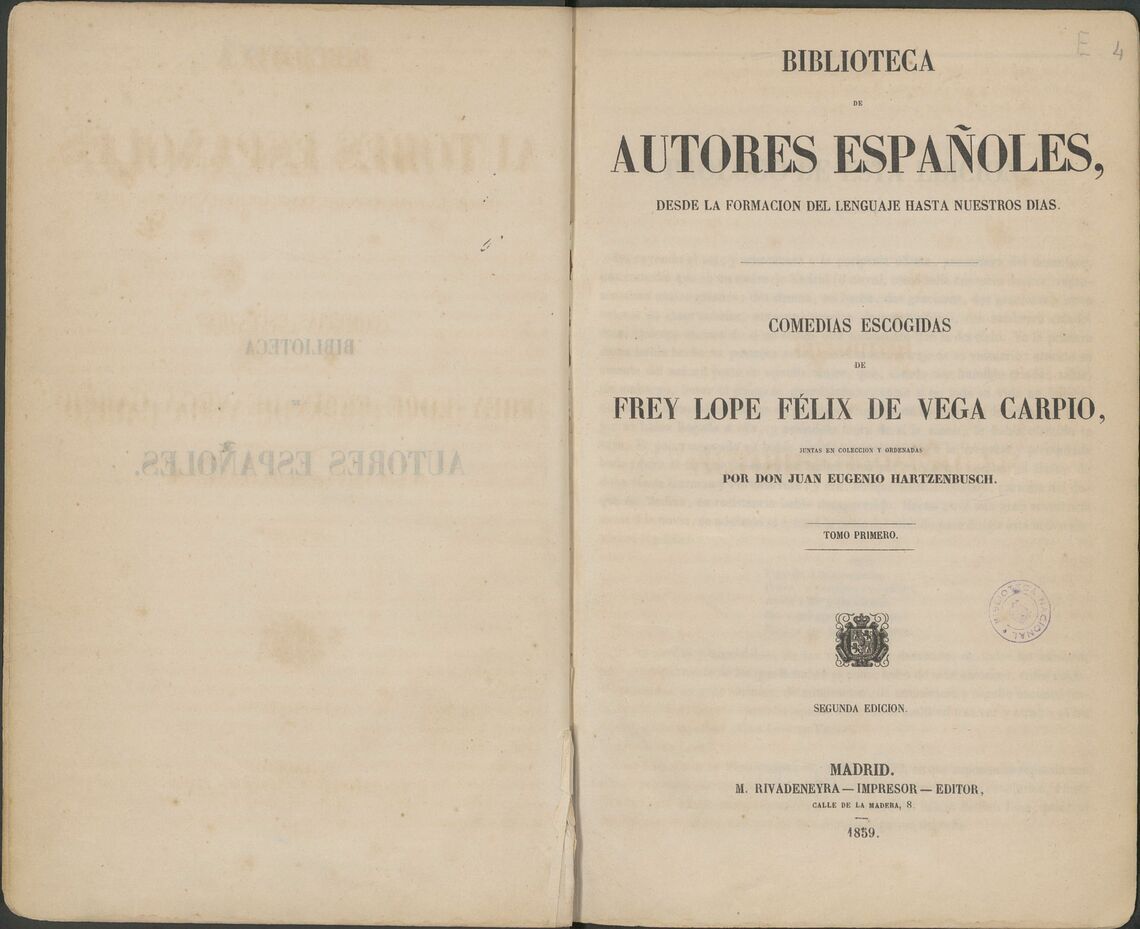 E 4
BIBLIOTECA
DE
AUTORES ESPAÑOLES,
DESDE LA FORMACION DEL LENGUAJE HASTA NUESTROS DIAS.
COMEDIAS ESCOGIDAS
DE
FREY LOPE FÉLIX DE VEGA CARPIO,
JUNTAS EN COLECCION Y ORDENADAS
POR DON JUAN EUGENIO HARTZENBUSCH.
TOMO PRIMERO.
BIBLIOTECA NACIONAL
SEGUNDA EDICION.
MADRID.
M. RIVADENEYRA — IMPRESOR — EDITOR,
CALLE DE LA MADERA, 8.
1859.